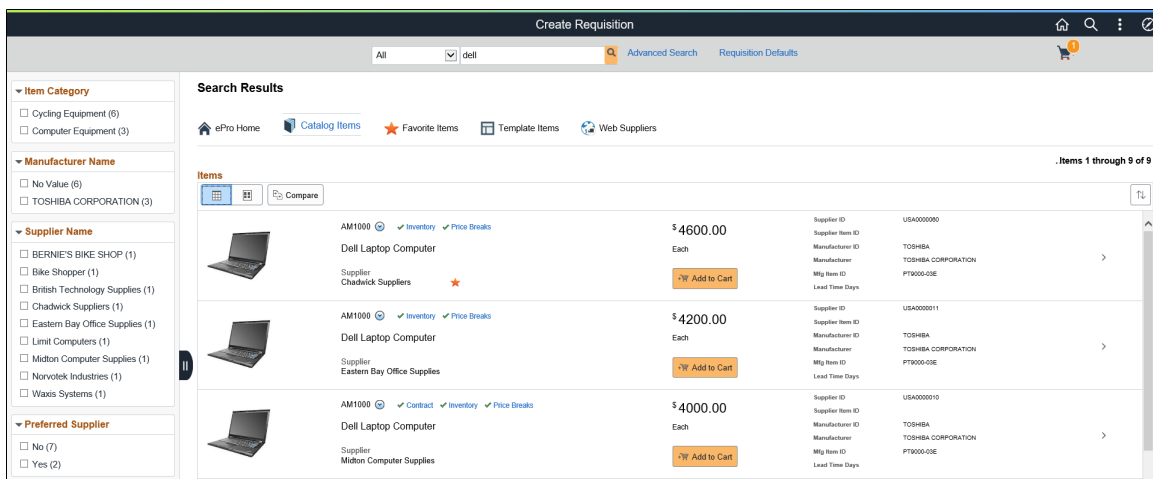 Create Requisition
All dell Advanced Search Requisition Defaults 1
Item Category
Cycling Equipment (6)
Computer Equipment (3)
Manufacturer Name
No Value (6)
TOSHIBA CORPORATION (3)
Supplier Name
BERNIE'S BIKE SHOP (1)
Bike Shopper (1)
British Technology Supplies (1)
Chadwick Suppliers (1)
Eastern Bay Office Supplies (1)
Limit Computers (1)
Midton Computer Supplies (1)
Norvotek Industries (1)
Waxis Systems (1)
Preferred Supplier
No (7)
Yes (2)
Search Results
ePro Home Catalog Items Favorite Items Template Items Web Suppliers
. Items 1 through 9 of 9
Items
Compare
AM1000 Inventory Price Breaks
Dell Laptop Computer
Supplier
Chadwick Suppliers
$4600.00
Each
Add to Cart
Supplier ID USA0000060
Supplier Item ID
Manufacturer ID TOSHIBA
Manufacturer TOSHIBA CORPORATION
Mfg Item ID PT9000-03E
Lead Time Days
AM1000 Inventory Price Breaks
Dell Laptop Computer
Supplier
Eastern Bay Office Supplies
$4200.00
Each
Add to Cart
Supplier ID USA0000011
Supplier Item ID
Manufacturer ID TOSHIBA
Manufacturer TOSHIBA CORPORATION
Mfg Item ID PT9000-03E
Lead Time Days
AM1000 Contract Inventory Price Breaks
Dell Laptop Computer
Supplier
Midton Computer Supplies
$4000.00
Each
Add to Cart
Supplier ID USA0000010
Supplier Item ID
Manufacturer ID TOSHIBA
Manufacturer TOSHIBA CORPORATION
Mfg Item ID PT9000-03E
Lead Time Days